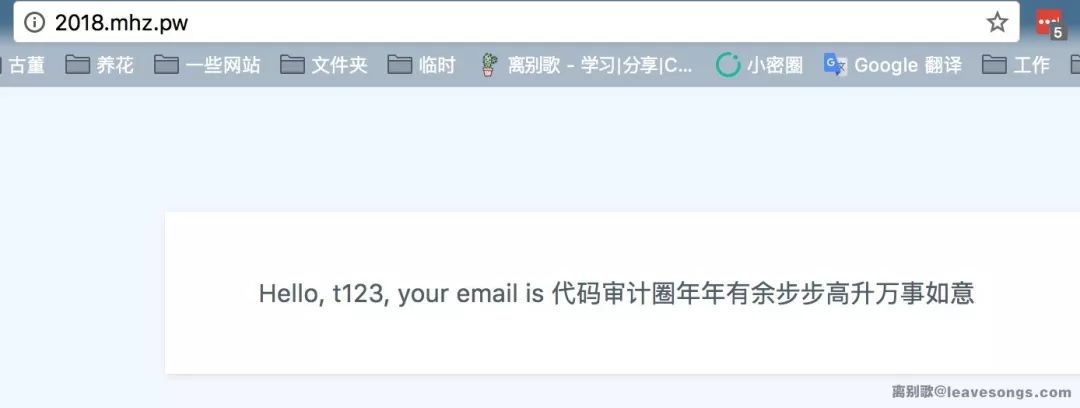 2018.mhz.pw
5
古董 养花 一些网站 文件夹 临时 离别歌 - 学习|分享|C... 小密圈 Google 翻译 工作
Hello, t123, your email is 代码审计圈年年有余步步高升万事如意
离别歌@leavesongs.com